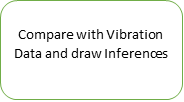 Compare with Vibration
Data and draw Inferences